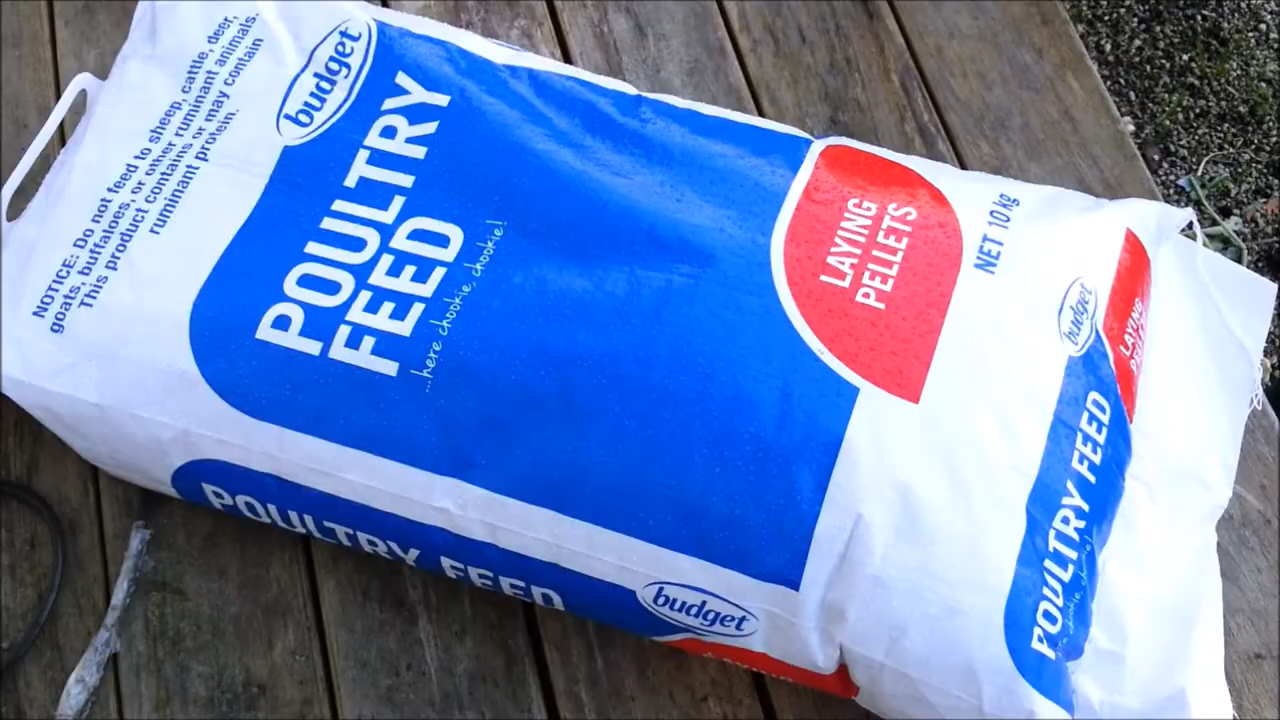 NOTICE: Do not feed to sheep, cattle, deer,
goats, buffaloes, or other ruminant animals.
This product contains or may contain
ruminant protein.
budget
POULTRY
FEED
...here chookie, chookie!
LAYING
PELLETS
NET 10 kg
budget
LAYING
POULTRY FEED
POULTRY FEED
budget